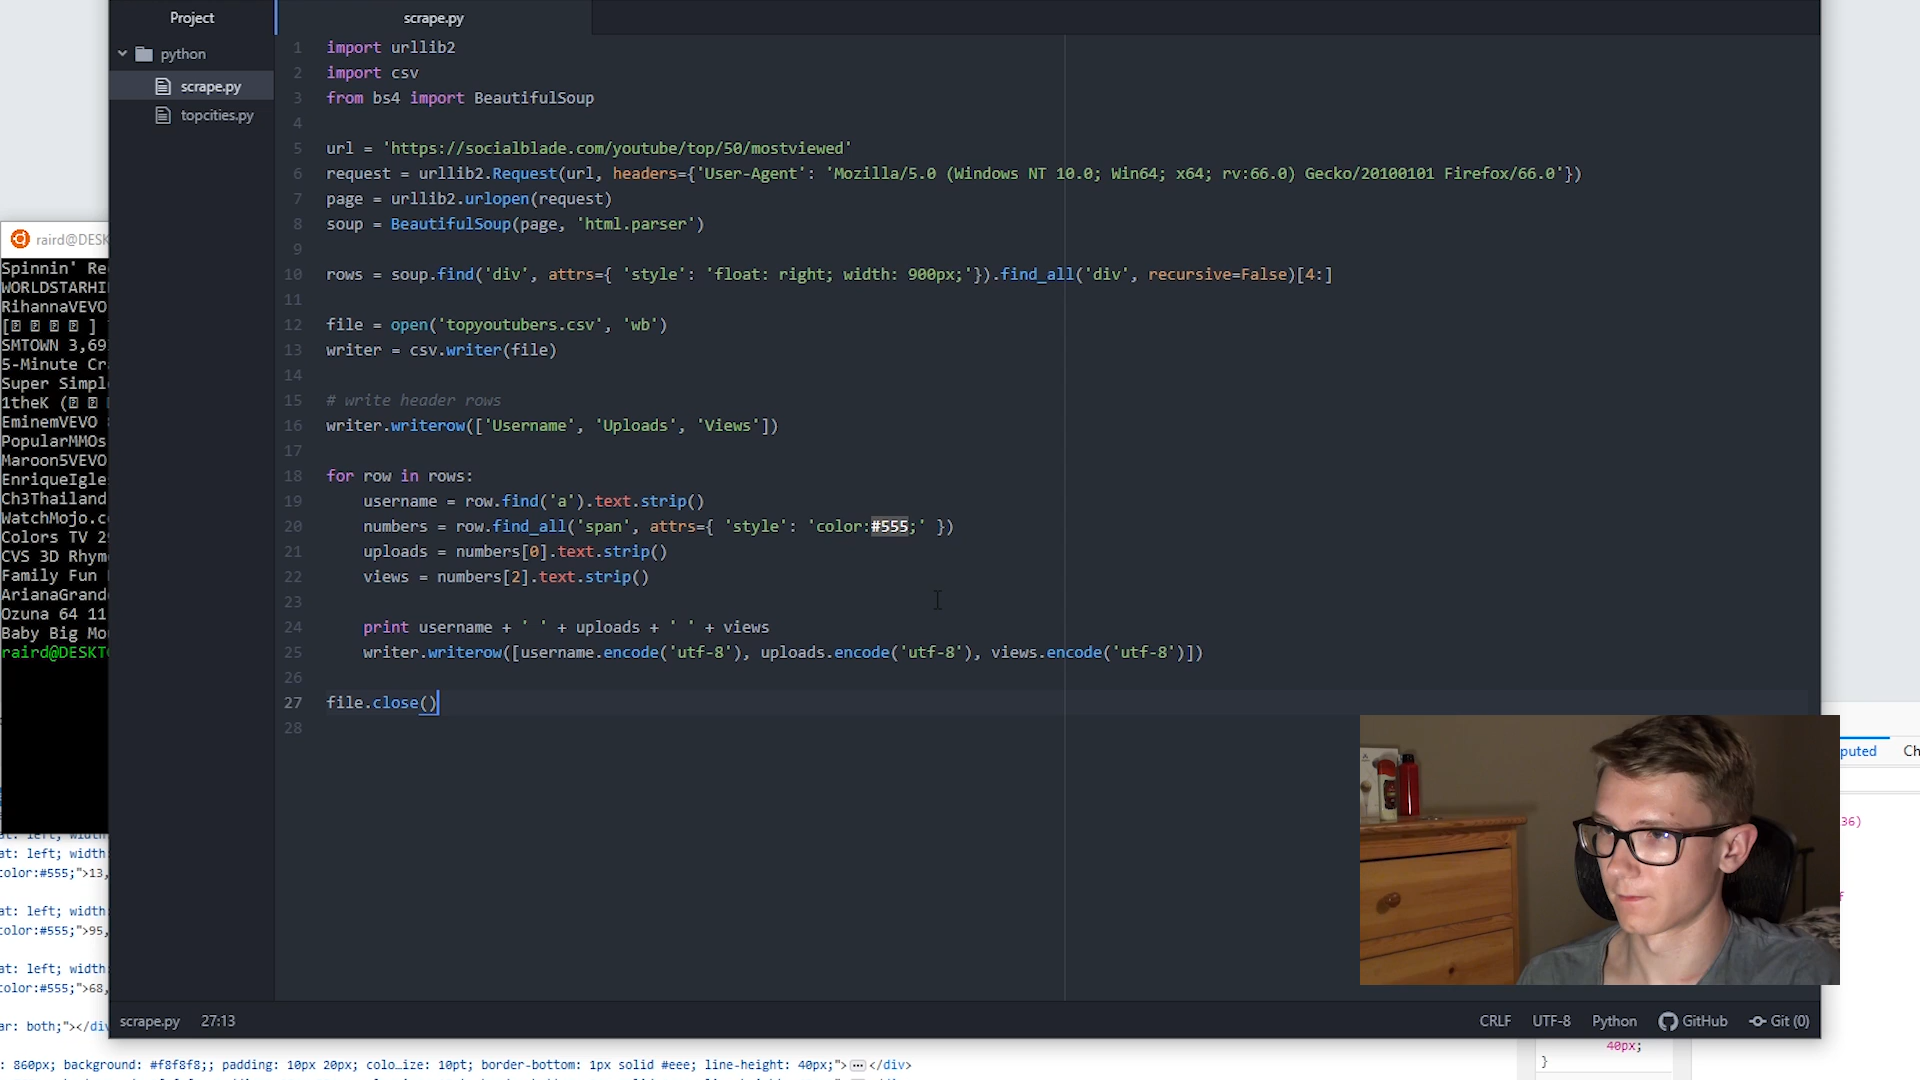 Project
scrape.py
python
scrape.py
topcities.py
1 import urllib2
2 import csv
3 from bs4 import BeautifulSoup
4
5 url = 'https://socialblade.com/youtube/top/50/mostviewed'
6 request = urllib2.Request(url, headers={'User-Agent': 'Mozilla/5.0 (Windows NT 10.0; Win64; x64; rv:66.0) Gecko/20100101 Firefox/66.0'})
7 page = urllib2.urlopen(request)
8 soup = BeautifulSoup(page, 'html.parser')
9
10 rows = soup.find('div', attrs={ 'style': 'float: right; width: 900px;'}).find_all('div', recursive=False)[4:]
11
12 file = open('topyoutubers.csv', 'wb')
13 writer = csv.writer(file)
14
15 # write header rows
16 writer.writerow(['Username', 'Uploads', 'Views'])
17
18 for row in rows:
19 username = row.find('a').text.strip()
20 numbers = row.find_all('span', attrs={ 'style': 'color:#555;' })
21 uploads = numbers[0].text.strip()
22 views = numbers[2].text.strip()
23
24 print username + ' ' + uploads + ' ' + views
25 writer.writerow([username.encode('utf-8'), uploads.encode('utf-8'), views.encode('utf-8')])
26
27 file.close()
28
raird@DESK
Spinnin' Re
WORLDSTARHI
RihannaVEVO
SMTOWN 3,69
5-Minute Cr
Super Simpl
1theK (
EminemVEVO
PopularMMOs
Maroon5VEVO
EnriqueIgle
Ch3Thailand
WatchMojo.c
Colors TV 29
CVS 3D Rhym
Family Fun
ArianaGrand
Ozuna 64 11
Baby Big Mo
raird@DESKT
at: left; width:
at: left; width:
color:#555;">13,
at: left; width:
color:#555;">95,
at: left; width:
color:#555;">68,
ar: both;"></div
: 860px; background: #f8f8f8;; padding: 10px 20px; colo…ize: 10pt; border-bottom: 1px solid #eee; line-height: 40px;"> ⋯ </div>
puted Ch
36)
scrape.py 27:13
CRLF UTF-8 Python GitHub Git (0)
40px;
}